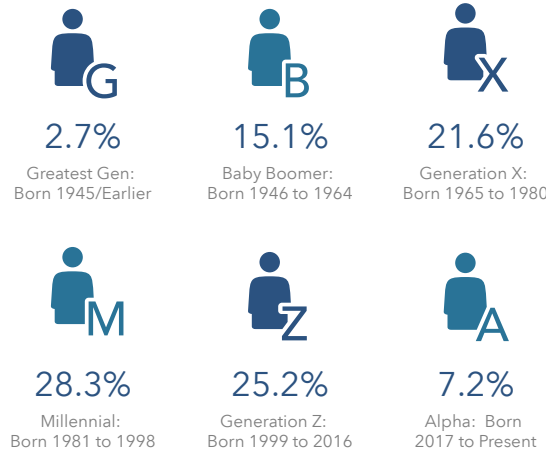 G
B
X
2.7%
15.1%
21.6%
Greatest Gen:
Born 1945/Earlier
Baby Boomer:
Born 1946 to 1964
Generation X:
Born 1965 to 1980
M
Z
A
28.3%
25.2%
7.2%
Millennial:
Born 1981 to 1998
Generation Z:
Born 1999 to 2016
Alpha: Born
2017 to Present